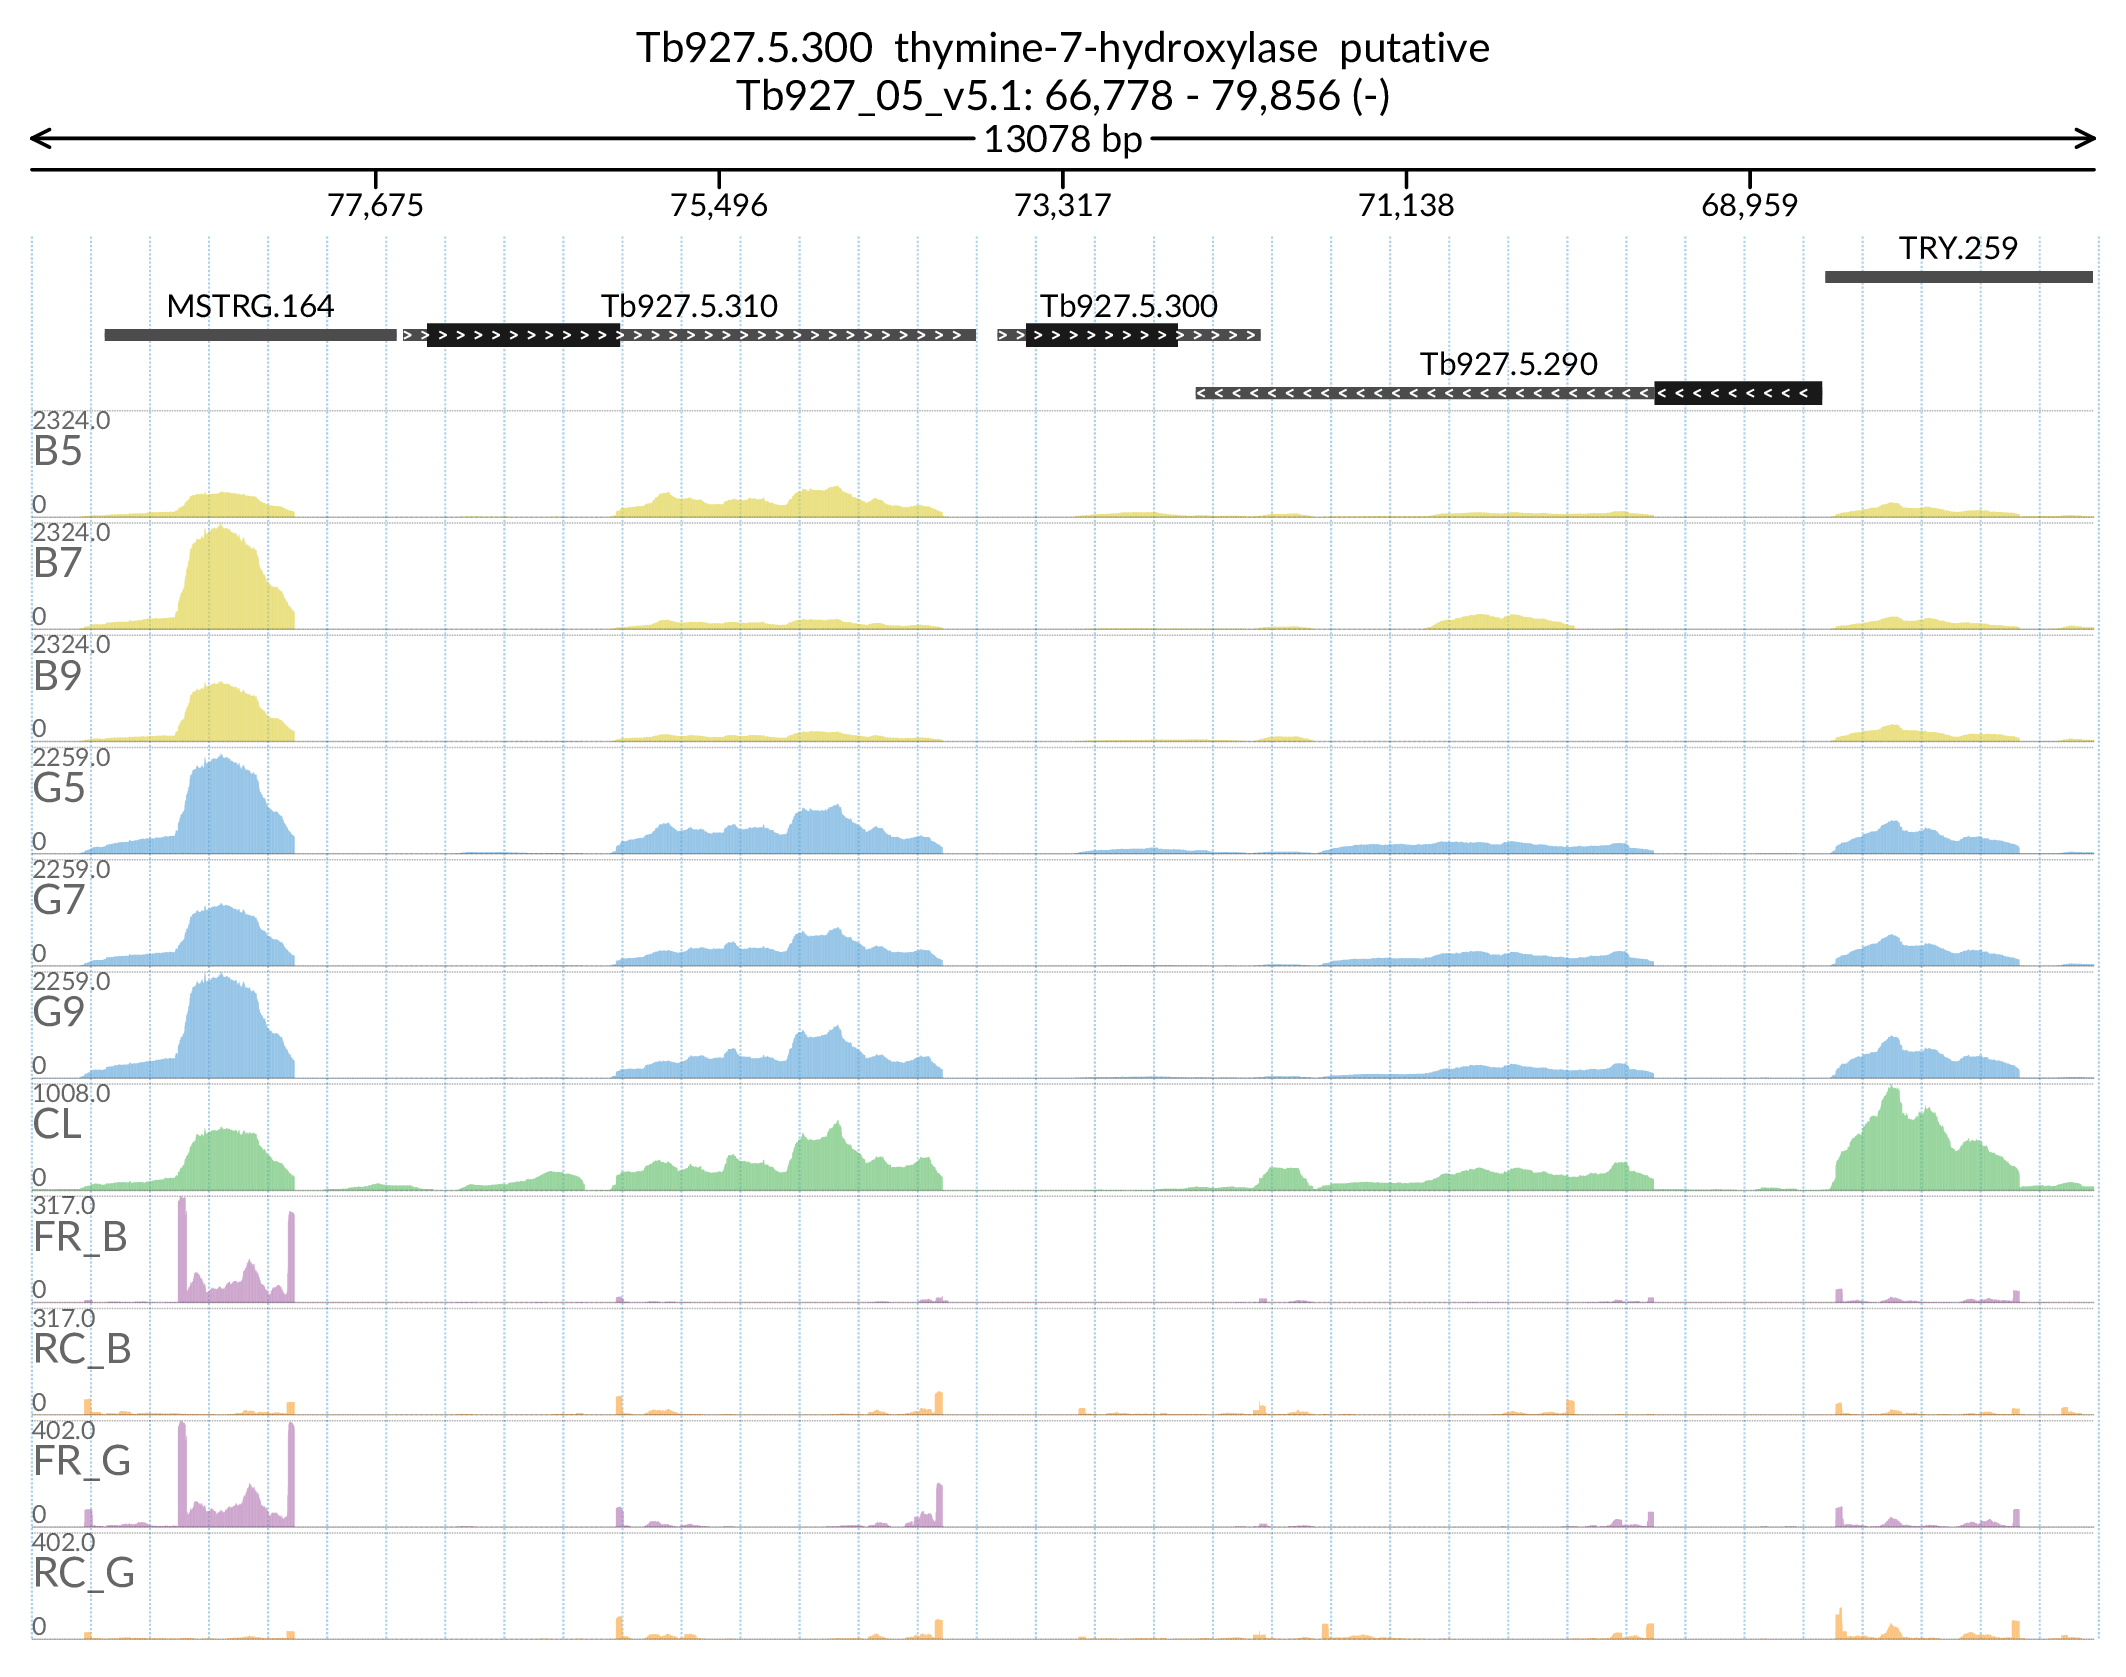 Tb927.5.300 thymine-7-hydroxylase putative
Tb927_05_v5.1: 66,778 - 79,856 (-)
13078 bp
77,675 75,496 73,317 71,138 68,959
TRY.259
MSTRG.164 Tb927.5.310 Tb927.5.300
Tb927.5.290
2324.0
B5
0
2324.0
B7
0
2324.0
B9
0
2259.0
G5
0
2259.0
G7
0
2259.0
G9
0
1008.0
CL
0
317.0
FR_B
0
317.0
RC_B
0
402.0
FR_G
0
402.0
RC_G
0